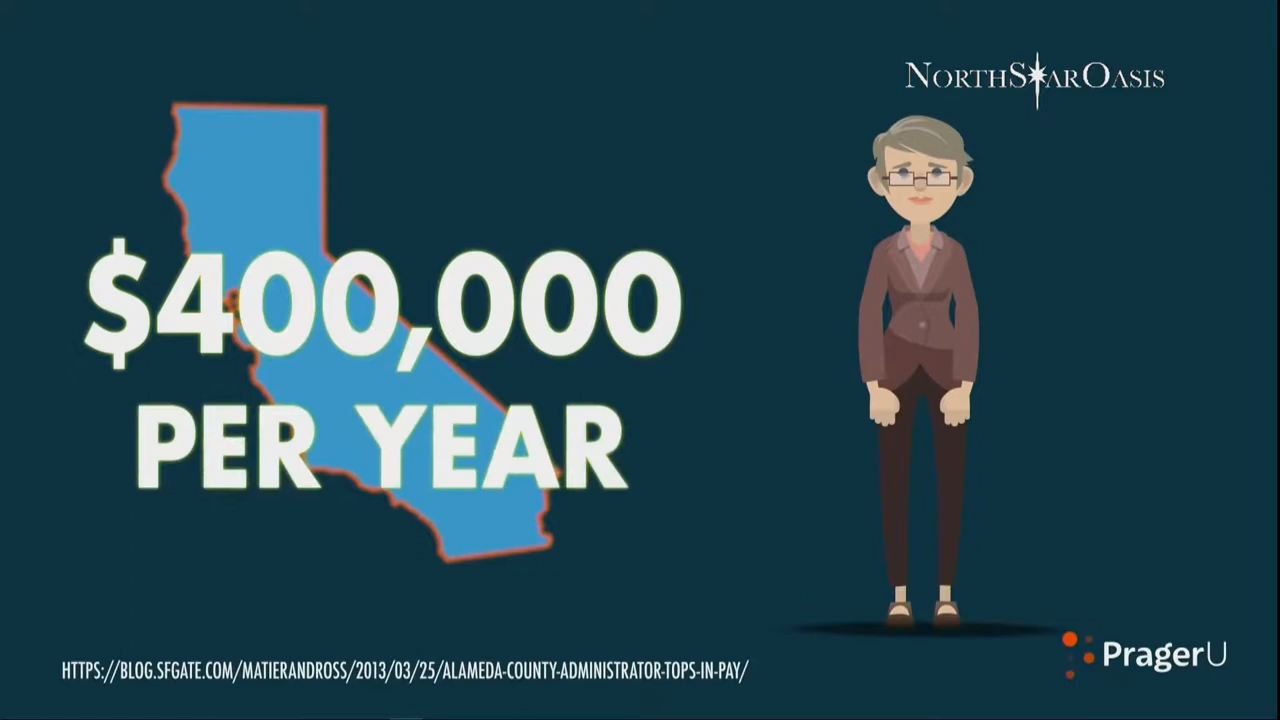 NORTHSTAROASIS
$400,000
PER YEAR
HTTPS://BLOG.SFGATE.COM/MATIERANDROSS/2013/03/25/ALAMEDA-COUNTY-ADMINISTRATOR-TOPS-IN-PAY/
PragerU